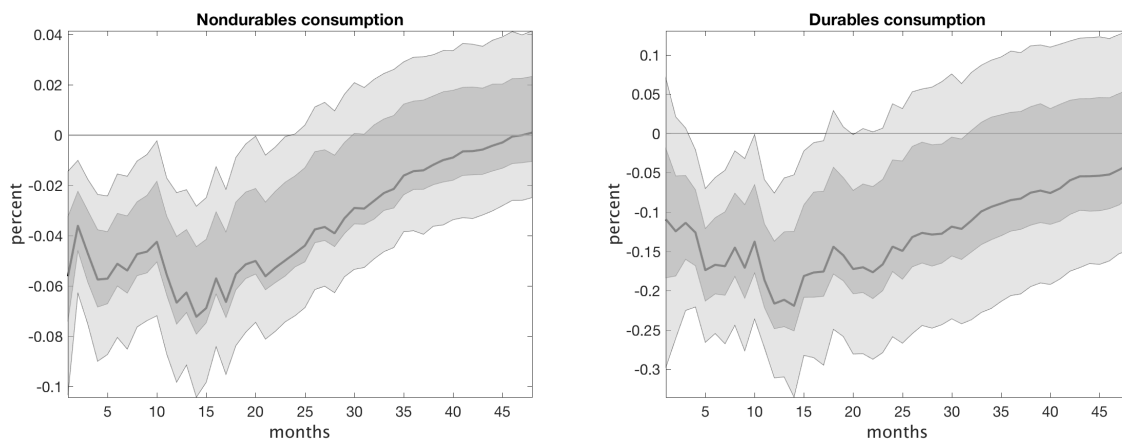 Nondurables consumption
0.04
0.02
0
-0.02
-0.04
-0.06
-0.08
-0.1
percent
5 10 15 20 25 30 35 40 45
months
Durables consumption
0.1
0.05
0
-0.05
-0.1
-0.15
-0.2
-0.25
-0.3
percent
5 10 15 20 25 30 35 40 45
months